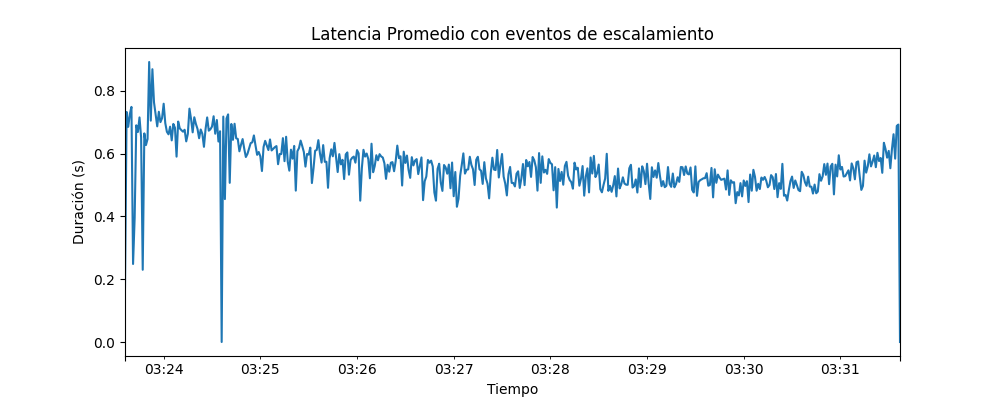 Latencia Promedio con eventos de escalamiento
Duración (s)
0.8
0.6
0.4
0.2
0.0
03:24 03:25 03:26 03:27 03:28 03:29 03:30 03:31
Tiempo